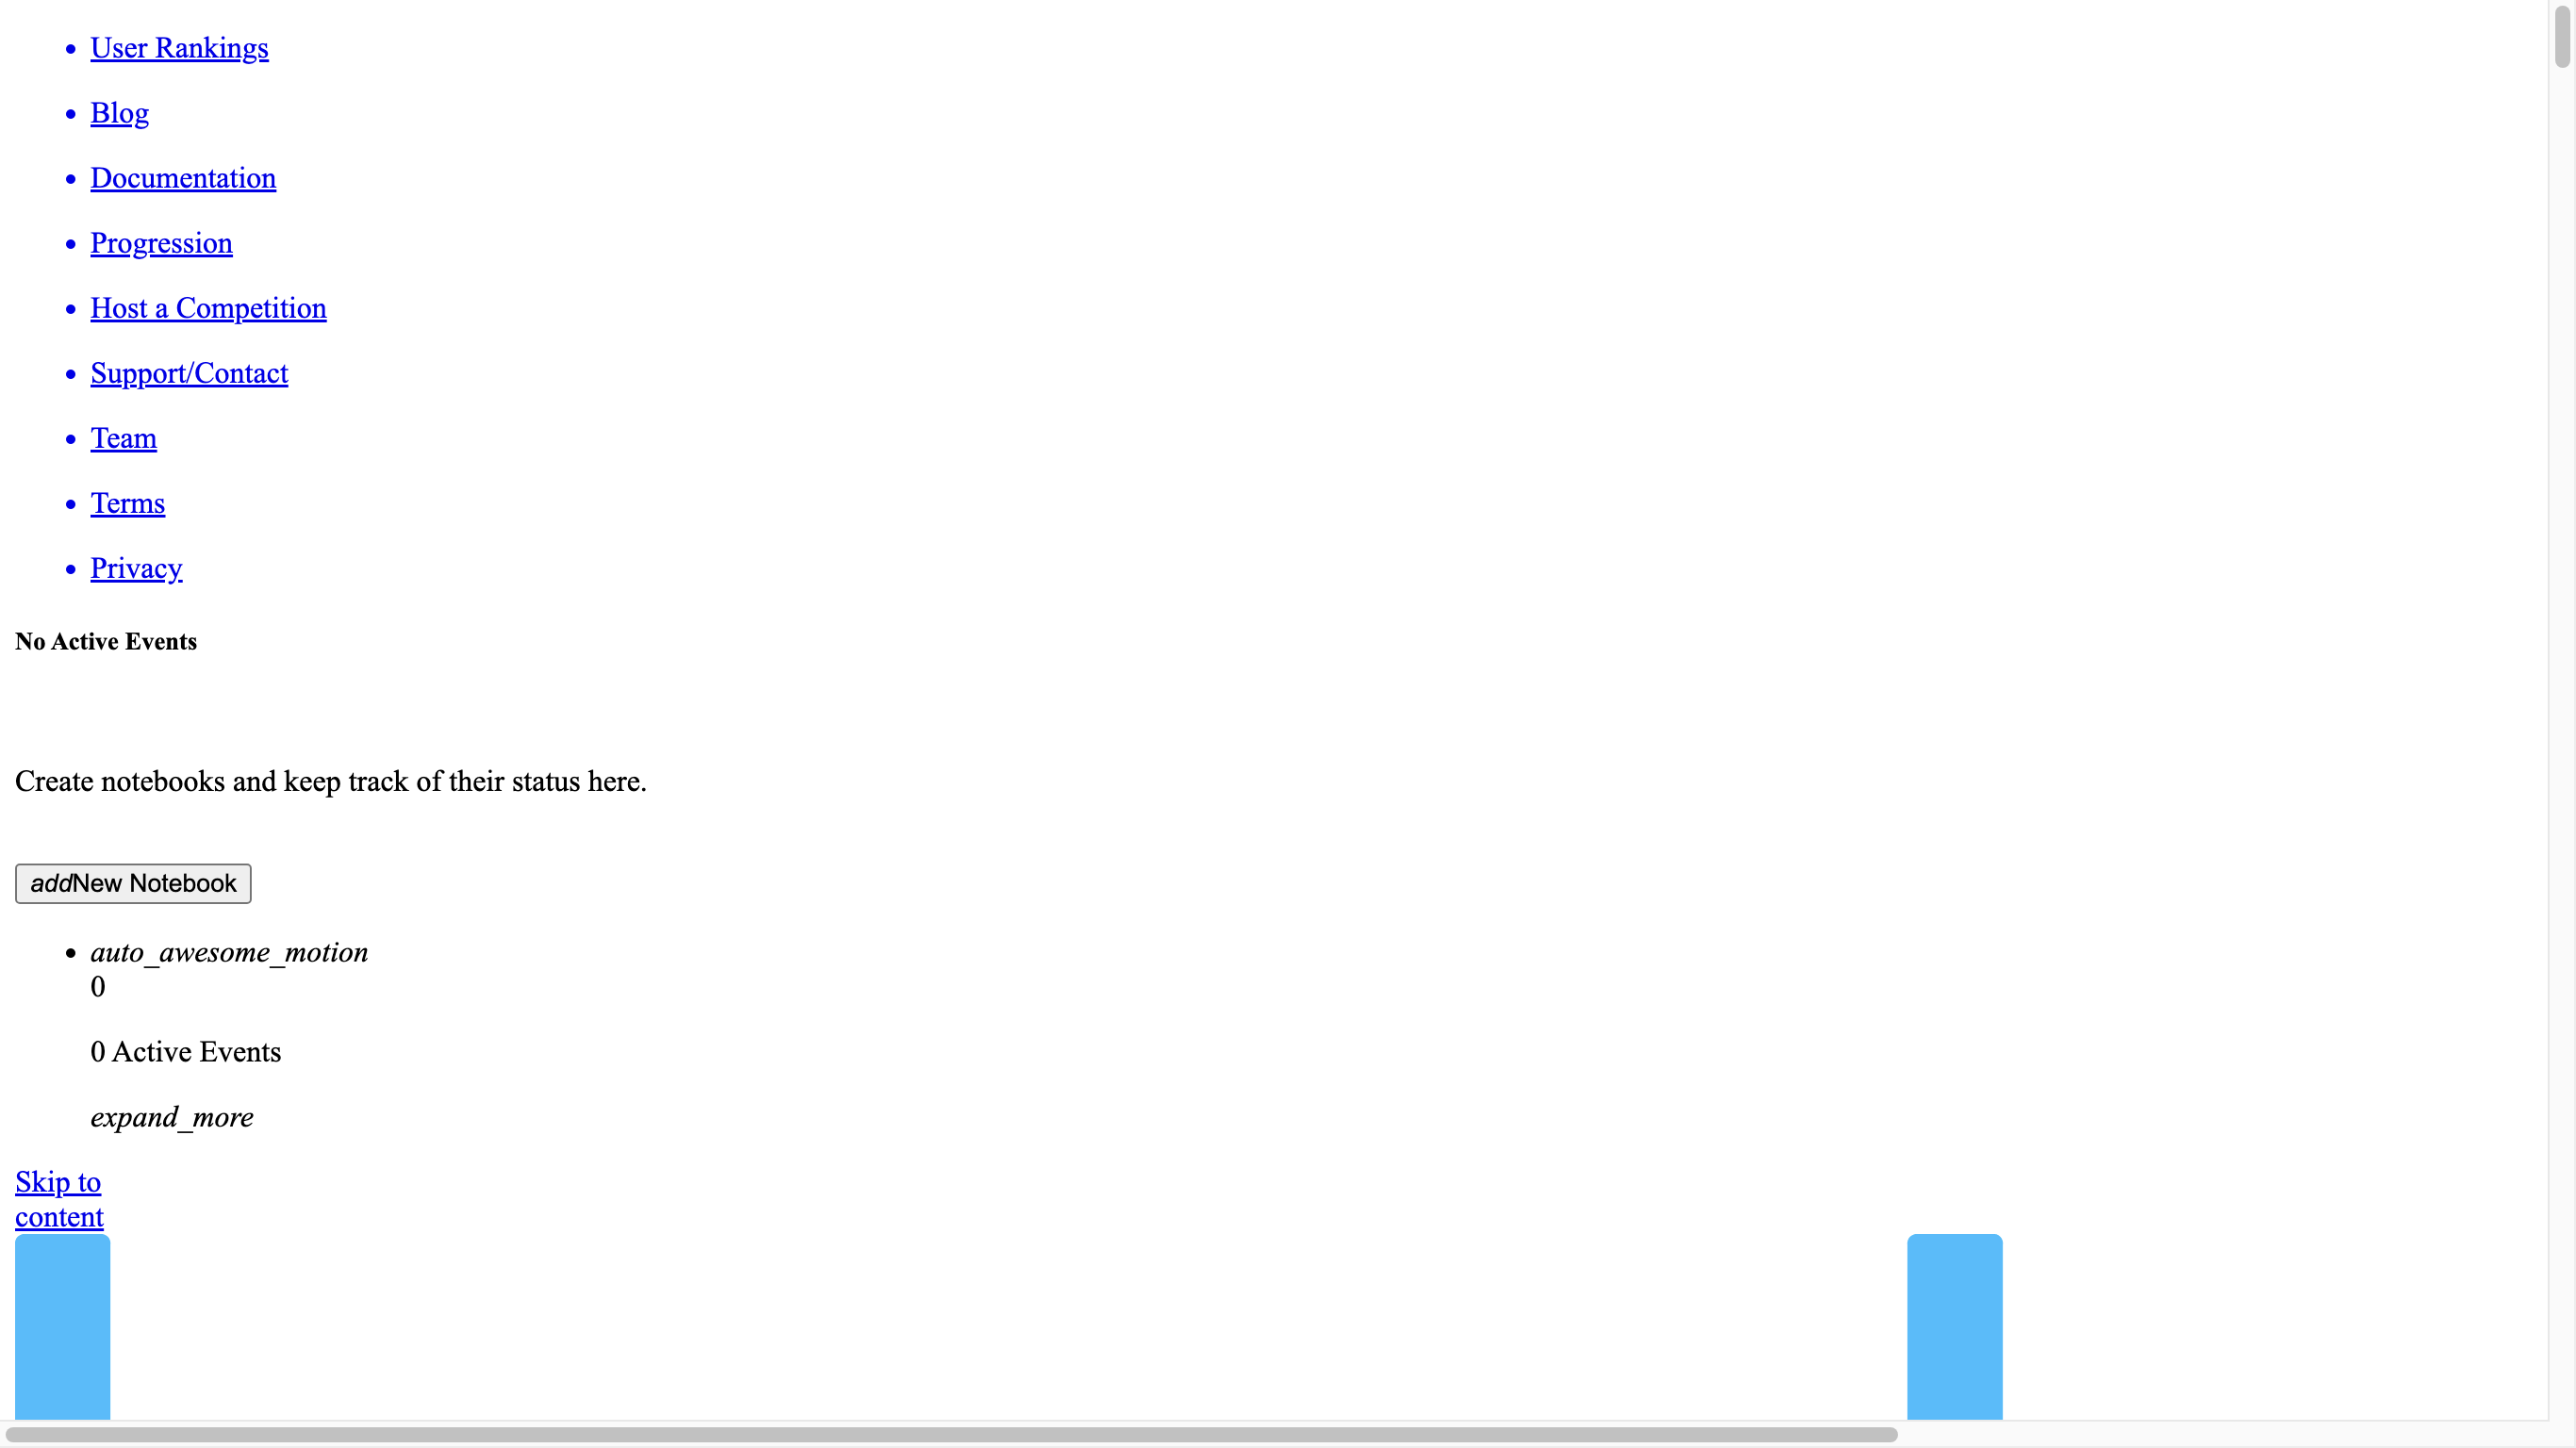 User Rankings
Blog
Documentation
Progression
Host a Competition
Support/Contact
Team
Terms
Privacy
No Active Events
Create notebooks and keep track of their status here.
addNew Notebook
auto_awesome_motion
0
0 Active Events
expand_more
Skip to
content